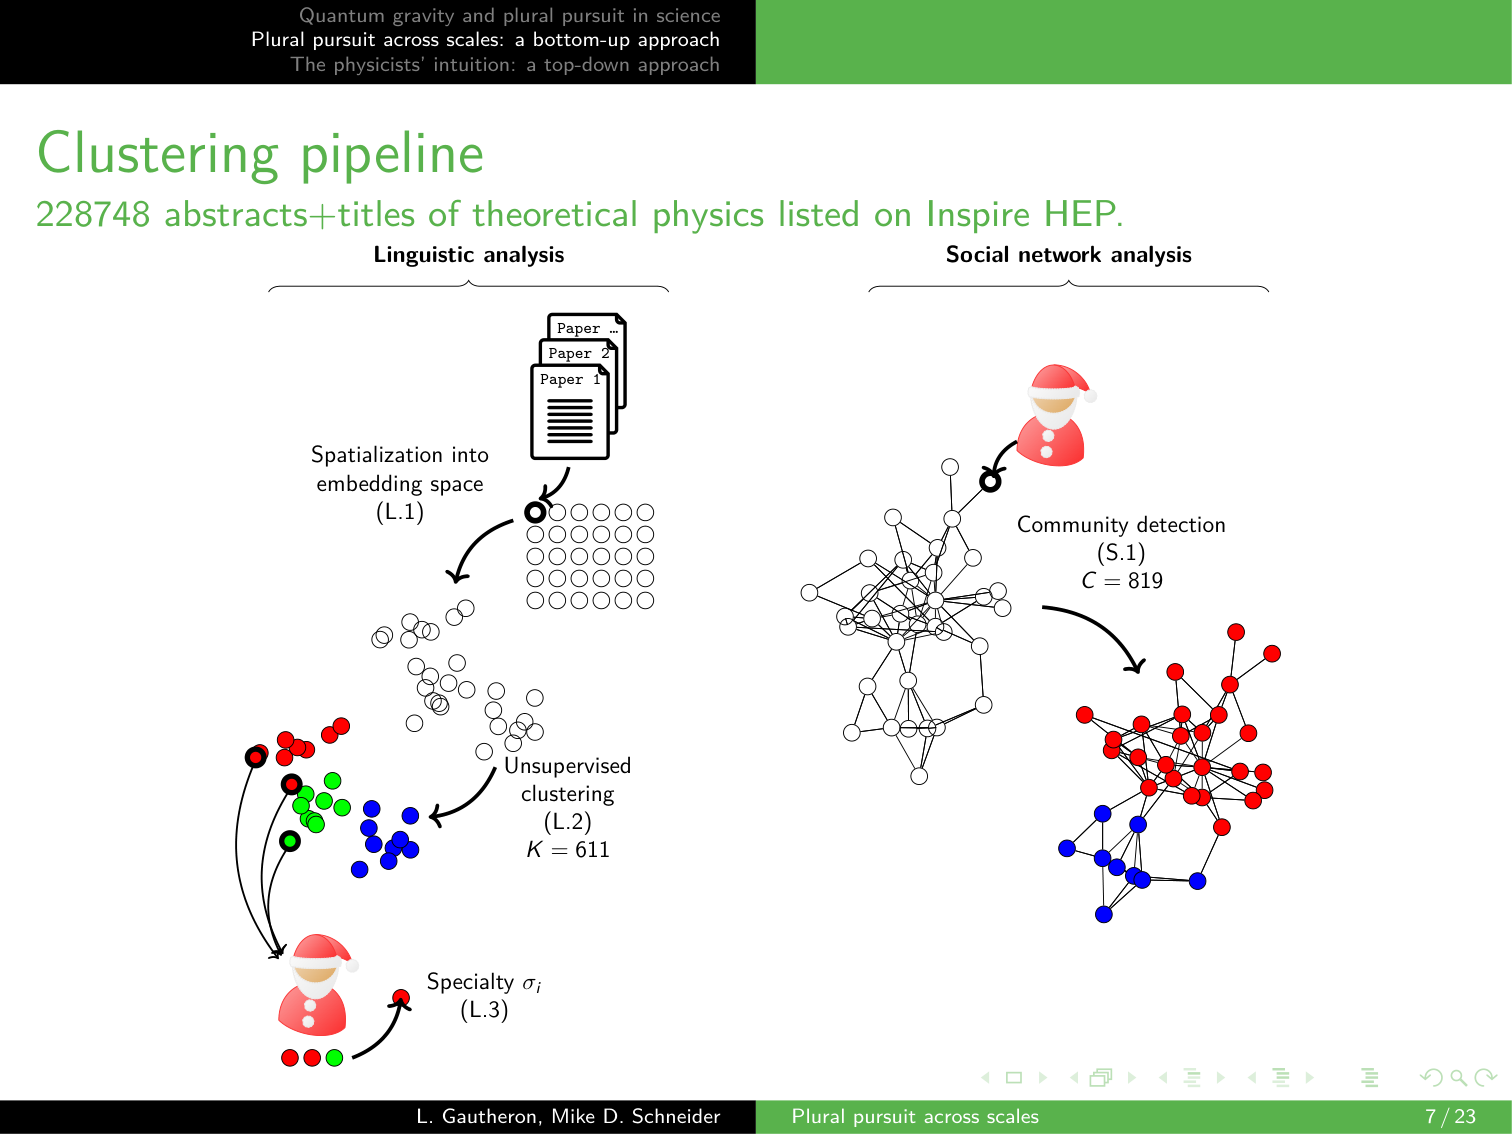 Quantum gravity and plural pursuit in science
Plural pursuit across scales: a bottom-up approach
The physicists' intuition: a top-down approach
Clustering pipeline
228748 abstracts+titles of theoretical physics listed on Inspire HEP.
Linguistic analysis
Paper ...
Paper 2
Paper 1
Spatialization into
embedding space
(L.1)
Unsupervised
clustering
(L.2)
K = 611
Specialty σᵢ
(L.3)
Social network analysis
Community detection
(S.1)
C = 819
L. Gautheron, Mike D. Schneider
Plural pursuit across scales
7 / 23